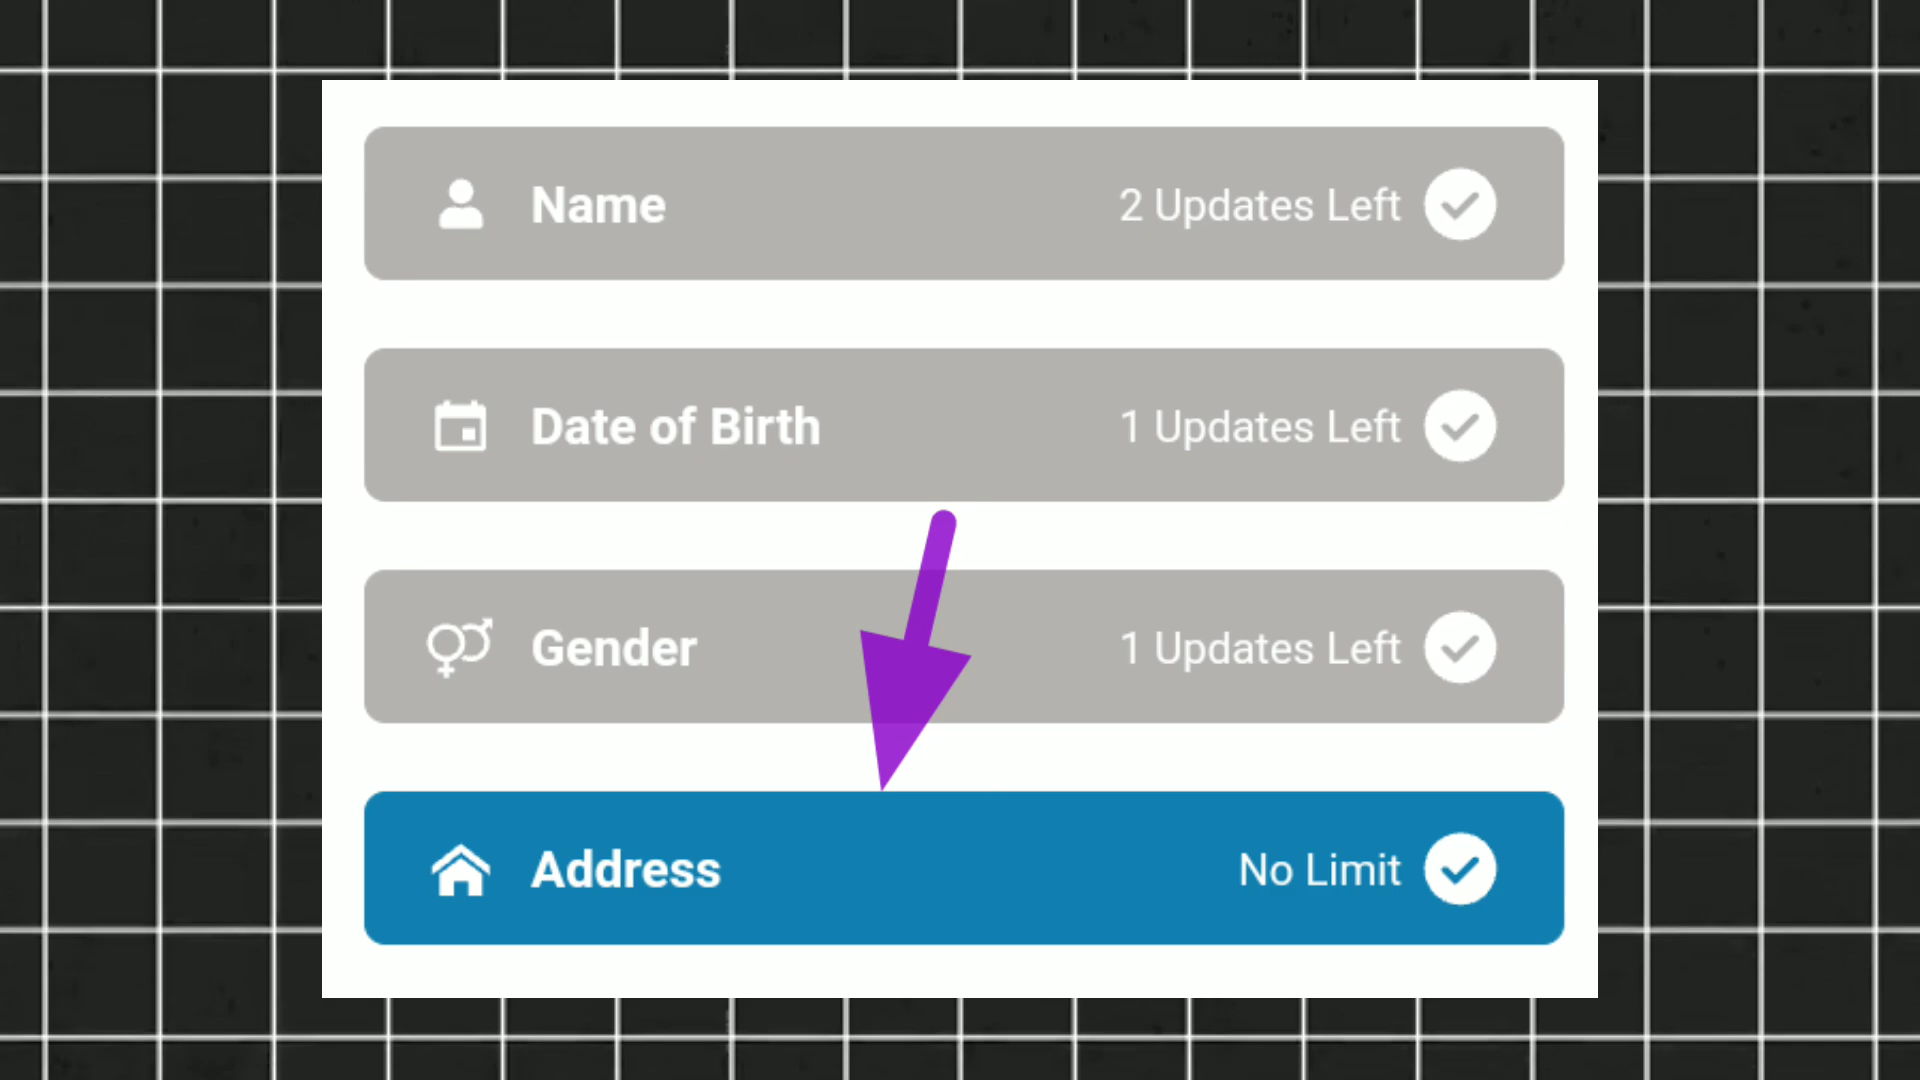 Name 2 Updates Left
Date of Birth 1 Updates Left
Gender 1 Updates Left
Address No Limit